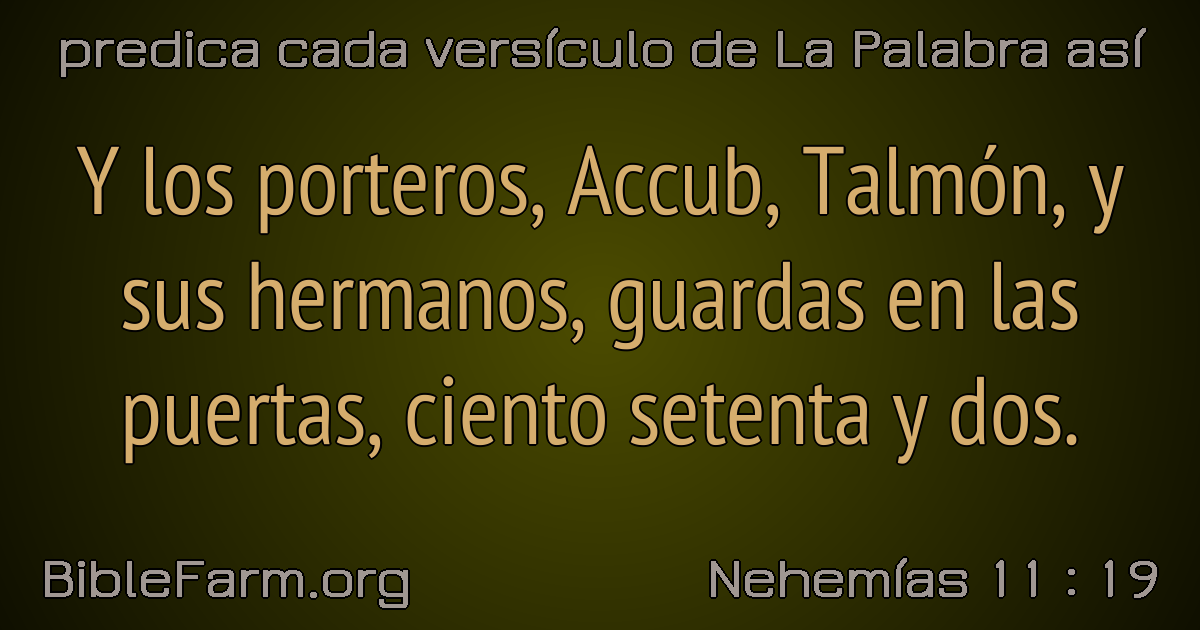 predica cada versículo de La Palabra así
Y los porteros, Accub, Talmón, y
sus hermanos, guardas en las
puertas, ciento setenta y dos.
BibleFarm.org
Nehemías 11 : 19